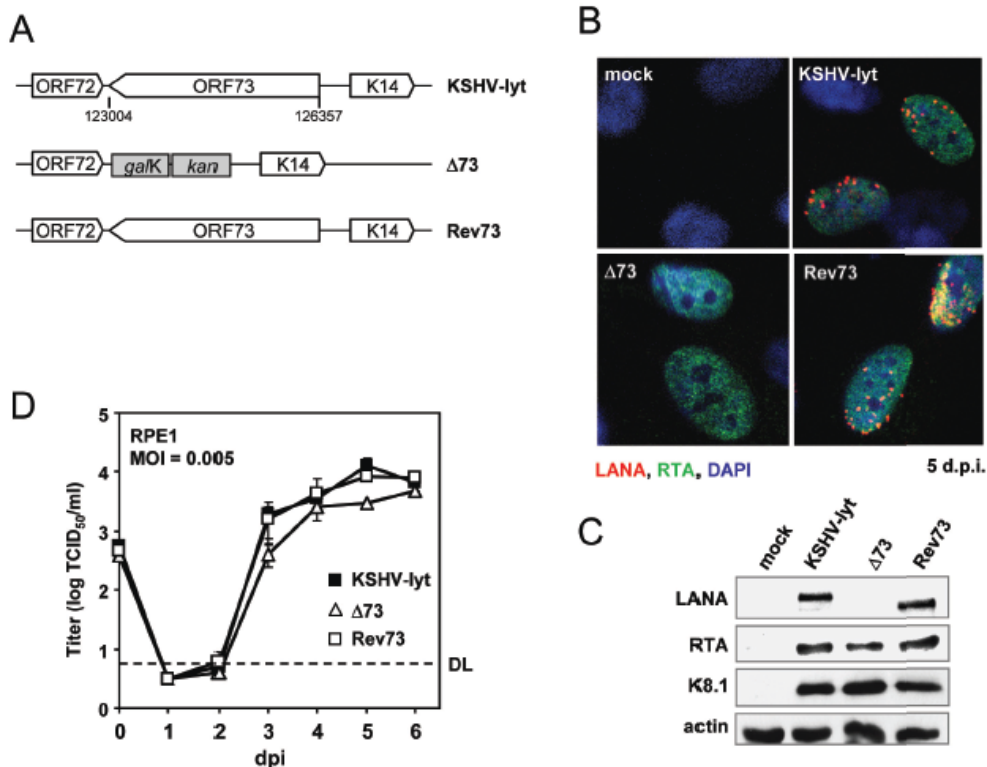 A
ORF72 ORF73 K14 KSHV-lyt
123004 126357
ORF72 galK kan K14 Δ73
ORF72 ORF73 K14 Rev73
B
mock KSHV-lyt
Δ73 Rev73
LANA, RTA, DAPI 5 d.p.i.
C
mock KSHV-lyt Δ73 Rev73
LANA
RTA
K8.1
actin
D
RPE1
MOI = 0.005
Titer (log TCID50/ml)
5
4
3
2
1
0
KSHV-lyt
Δ73
Rev73
DL
0 1 2 3 4 5 6
dpi